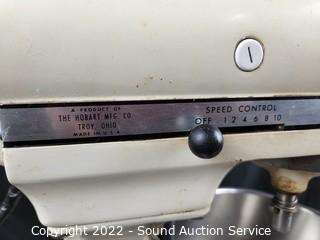 A PRODUCT OF
THE HOBART MFG. CO.
TROY, OHIO
MADE IN U.S.A
SPEED CONTROL
OFF 1 2 4 6 8 10
Copyright © 2022 - Sound Auction Service